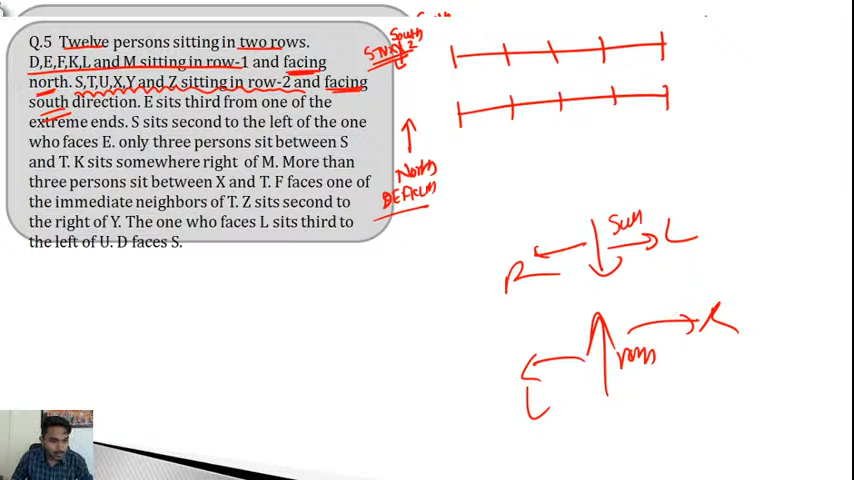 Q.5 Twelve persons sitting in two rows.
D,E,F,K,L and M sitting in row-1 and facing
north. S,T,U,X,Y and Z sitting in row-2 and facing
south direction. E sits third from one of the
extreme ends. S sits second to the left of the one
who faces E. only three persons sit between S
and T. K sits somewhere right of M. More than
three persons sit between X and T. F faces one of
the immediate neighbors of T. Z sits second to
the right of Y. The one who faces L sits third to
the left of U. D faces S.
South
North
R
L
L
R